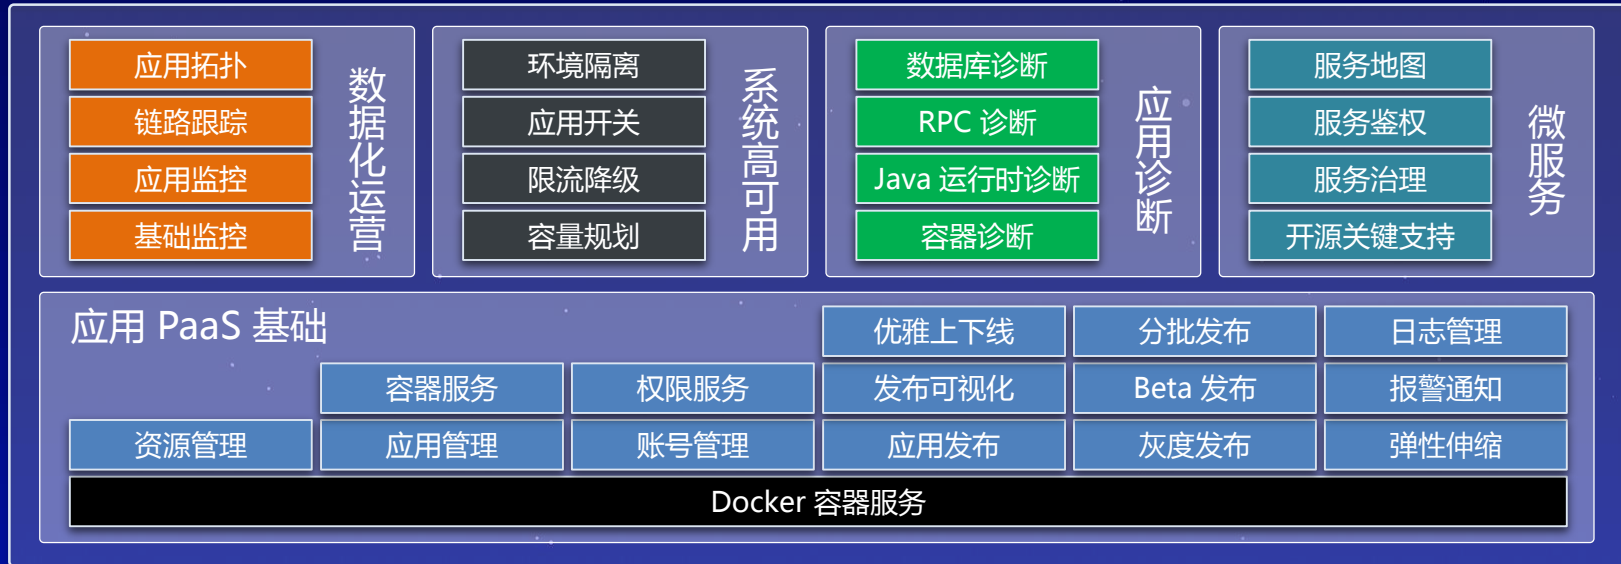 应用拓扑
链路跟踪
应用监控
基础监控
数据化运营
环境隔离
应用开关
限流降级
容量规划
系统高可用
数据库诊断
RPC 诊断
Java 运行时诊断
容器诊断
应用诊断
服务地图
服务鉴权
服务治理
开源关键支持
微服务
应用 PaaS 基础
优雅上下线
分批发布
日志管理
容器服务
权限服务
发布可视化
Beta 发布
报警通知
资源管理
应用管理
账号管理
应用发布
灰度发布
弹性伸缩
Docker 容器服务